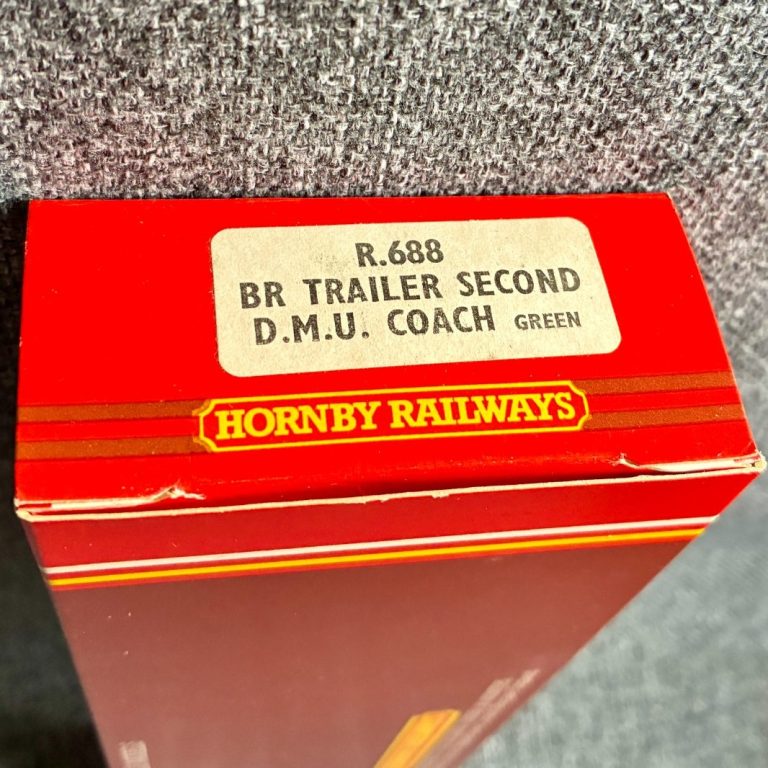 R.688
BR TRAILER SECOND
D.M.U. COACH GREEN
HORNBY RAILWAYS